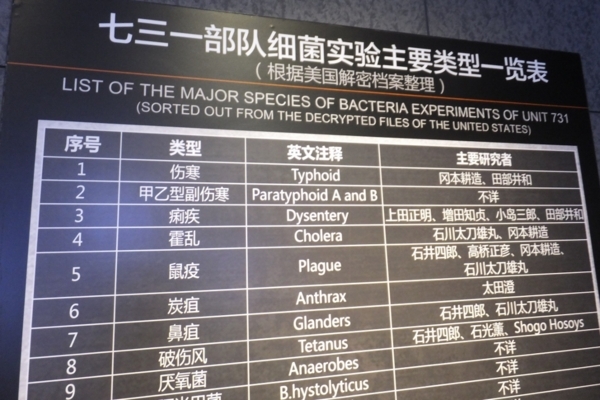 七三一部队细菌实验主要类型一览表
（根据美国解密档案整理）
LIST OF THE MAJOR SPECIES OF BACTERIA EXPERIMENTS OF UNIT 731
(SORTED OUT FROM THE DECRYPTED FILES OF THE UNITED STATES)
序号 类型 英文注释 主要研究者
1 伤寒 Typhoid 冈本耕造、田部井和
2 甲乙型副伤寒 Paratyphoid A and B 不详
3 痢疾 Dysentery 上田正明、增田知贞、小岛三郎、田部井和
4 霍乱 Cholera 石川太刀雄丸、冈本耕造
5 鼠疫 Plague 石井四郎、高桥正彦、冈本耕造、
石川太刀雄丸
6 炭疽 Anthrax 太田澄
7 鼻疽 Glanders 石井四郎、石川太刀雄丸
8 破伤风 Tetanus 石井四郎、石光薰、Shogo Hosoys
9 厌氧菌 Anaerobes 不详
B.hystolyticus 不详